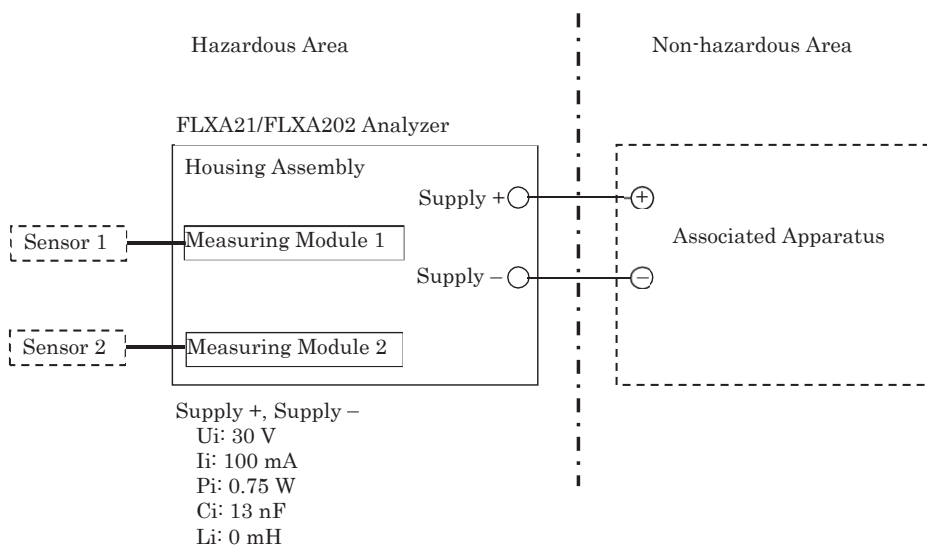 Hazardous Area
Non-hazardous Area
FLXA21/FLXA202 Analyzer
Housing Assembly
Supply +
+
Sensor 1
Measuring Module 1
Associated Apparatus
Supply –
–
Sensor 2
Measuring Module 2
Supply +, Supply –
Ui: 30 V
Ii: 100 mA
Pi: 0.75 W
Ci: 13 nF
Li: 0 mH